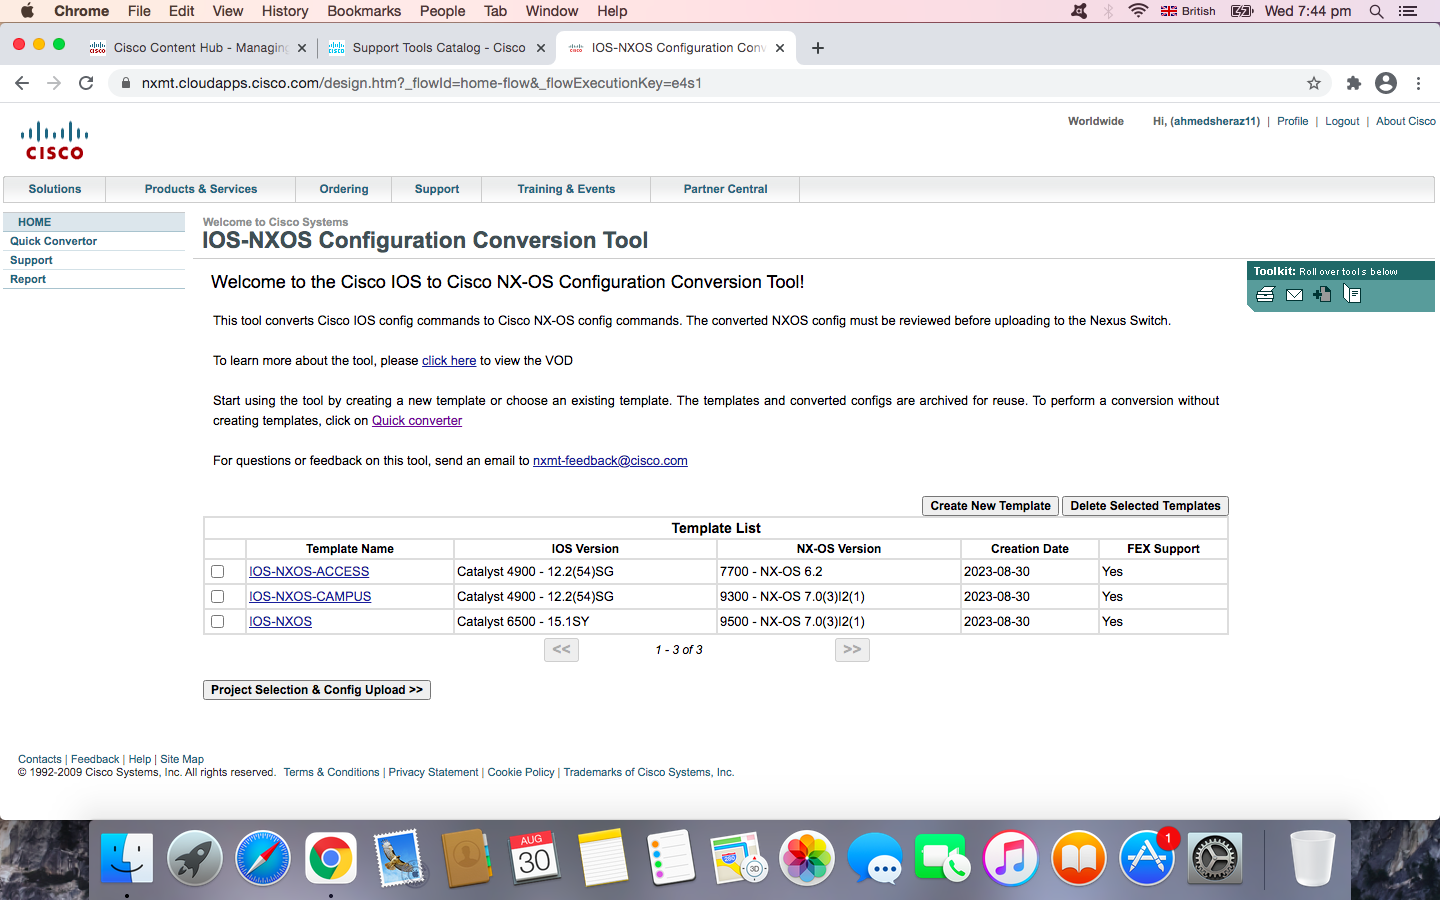 Chrome File Edit View History Bookmarks People Tab Window Help British Wed 7:44 pm
Cisco Content Hub - Managing Support Tools Catalog - Cisco IOS-NXOS Configuration Conv
nxmt.cloudapps.cisco.com/design.htm?_flowId=home-flow&_flowExecutionKey=e4s1
Worldwide Hi, (ahmedsheraz11) | Profile | Logout | About Cisco
CISCO
Solutions Products & Services Ordering Support Training & Events Partner Central
HOME
Quick Convertor
Support
Report
Welcome to Cisco Systems
IOS-NXOS Configuration Conversion Tool
Toolkit: Roll over tools below
Welcome to the Cisco IOS to Cisco NX-OS Configuration Conversion Tool!
This tool converts Cisco IOS config commands to Cisco NX-OS config commands. The converted NXOS config must be reviewed before uploading to the Nexus Switch.
To learn more about the tool, please click here to view the VOD
Start using the tool by creating a new template or choose an existing template. The templates and converted configs are archived for reuse. To perform a conversion without
creating templates, click on Quick converter
For questions or feedback on this tool, send an email to nxmt-feedback@cisco.com
Create New Template Delete Selected Templates
Template List
Template Name IOS Version NX-OS Version Creation Date FEX Support
IOS-NXOS-ACCESS Catalyst 4900 - 12.2(54)SG 7700 - NX-OS 6.2 2023-08-30 Yes
IOS-NXOS-CAMPUS Catalyst 4900 - 12.2(54)SG 9300 - NX-OS 7.0(3)I2(1) 2023-08-30 Yes
IOS-NXOS Catalyst 6500 - 15.1SY 9500 - NX-OS 7.0(3)I2(1) 2023-08-30 Yes
<< 1 - 3 of 3 >>
Project Selection & Config Upload >>
Contacts | Feedback | Help | Site Map
© 1992-2009 Cisco Systems, Inc. All rights reserved. Terms & Conditions | Privacy Statement | Cookie Policy | Trademarks of Cisco Systems, Inc.
AUG
30
280
3D
1